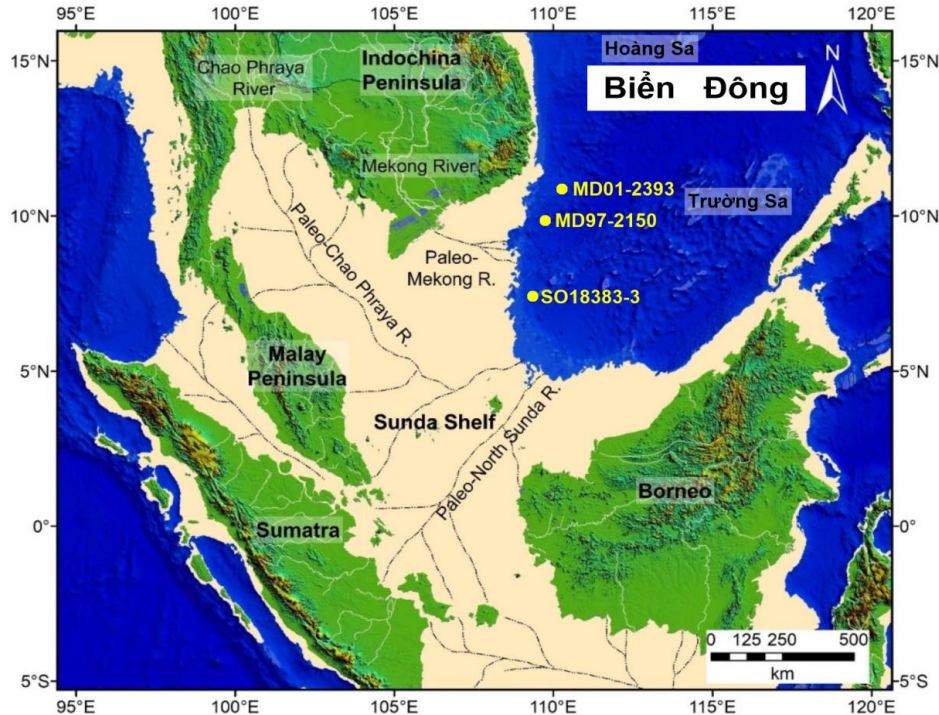 95°E 100°E 105°E 110°E 115°E 120°E
Hoàng Sa
N
15°N
15°N
Chao Phraya
River
Indochina
Peninsula
Biển Đông
Mekong River
MD01-2393
Trường Sa
10°N
10°N
MD97-2150
Paleo-Chao Phraya R.
Paleo-
Mekong R.
SO18383-3
Malay
Peninsula
5°N
5°N
Sunda Shelf
Paleo-North Sunda R.
Borneo
Sumatra
0°
0°
0 125 250 500
km
5°S
5°S
95°E 100°E 105°E 110°E 115°E 120°E